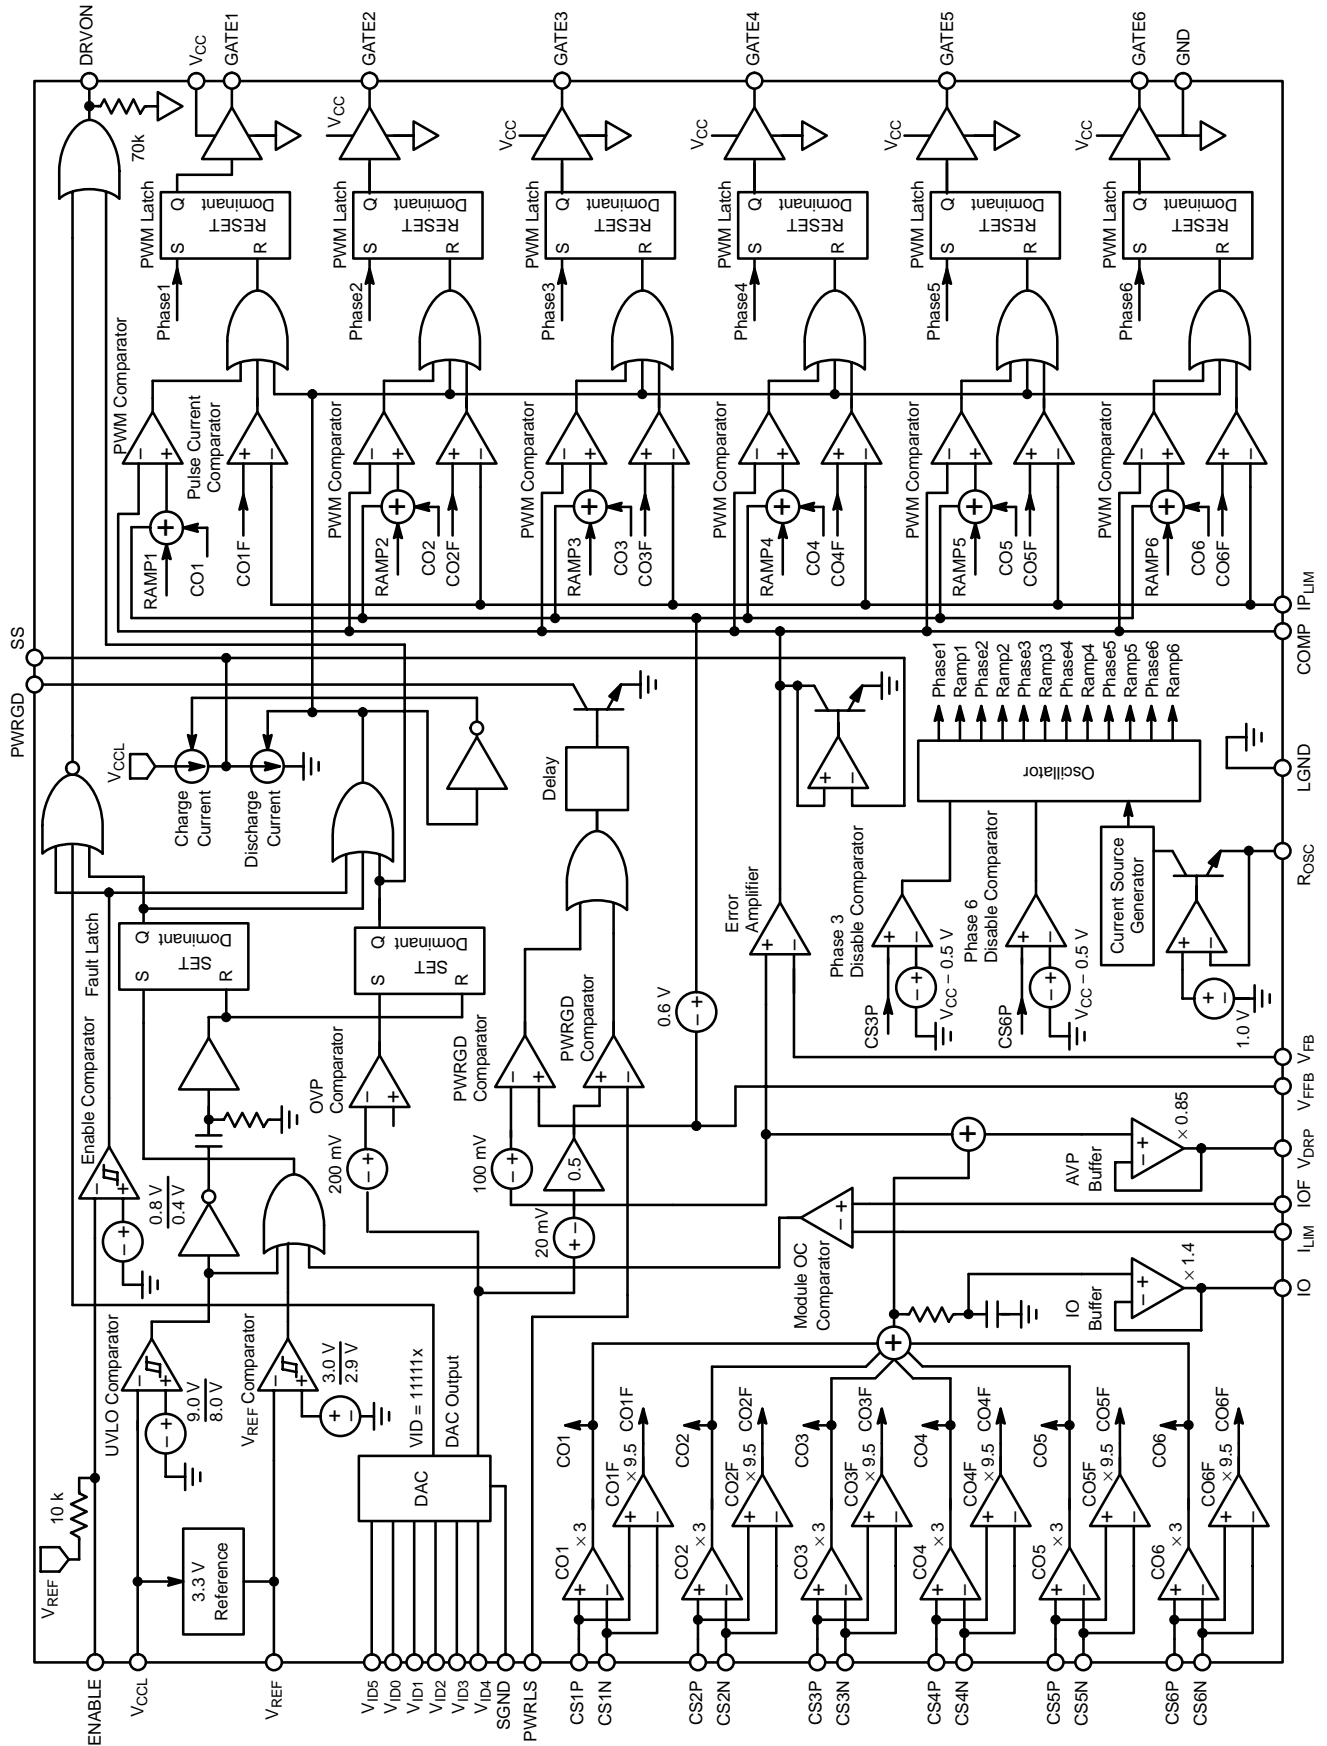 ENABLE
VCCL
VREF
VID5
VID0
VID1
VID2
VID3
VID4
SGND
PWRLS
CS1P
CS1N
CS2P
CS2N
CS3P
CS3N
CS4P
CS4N
CS5P
CS5N
CS6P
CS6N
VREF
10 k
3.3 V
Reference
UVLO Comparator
9.0 V
8.0 V
− +
− +
VREF Comparator
3.0 V
2.9 V
− +
+ −
DAC
VID = 11111x
DAC Output
CO1
× 3
+ −
CO1F
× 9.5
+ −
CO1
CO1F
CO2
× 3
+ −
CO2F
× 9.5
+ −
CO2
CO2F
CO3
× 3
+ −
CO3F
× 9.5
+ −
CO3
CO3F
CO4
× 3
+ −
CO4F
× 9.5
+ −
CO4
CO4F
CO5
× 3
+ −
CO5F
× 9.5
+ −
CO5
CO5F
CO6
× 3
+ −
CO6F
× 9.5
+ −
CO6
CO6F
+
Enable Comparator
0.8 V
0.4 V
− +
− +
Fault Latch
S
Q
R
SET
Dominant
OVP
Comparator
200 mV
− +
− +
S
Q
R
SET
Dominant
PWRGD
Comparator
100 mV
− +
− +
PWRGD
Comparator
20 mV
+ −
0.5
+ −
Delay
0.6 V
− +
Module OC
Comparator
− +
IO
Buffer
− +
× 1.4
AVP
Buffer
− +
× 0.85
+
Error
Amplifier
+ −
VCCL
Charge
Current
Discharge
Current
+ −
Phase 3
Disable Comparator
CS3P
+ −
− +
VCC − 0.5 V
Phase 6
Disable Comparator
CS6P
+ −
− +
VCC − 0.5 V
Current Source
Generator
1.0 V
+ −
+ −
Oscillator
Phase1
Ramp1
Phase2
Ramp2
Phase3
Ramp3
Phase4
Ramp4
Phase5
Ramp5
Phase6
Ramp6
PWM Comparator
RAMP1
CO1
+
− +
Pulse Current
Comparator
CO1F
+ −
Phase1
PWM Latch
S
Q
R
RESET
Dominant
PWM Comparator
RAMP2
CO2
+
− +
CO2F
+ −
Phase2
PWM Latch
S
Q
R
RESET
Dominant
VCC
PWM Comparator
RAMP3
CO3
+
− +
CO3F
+ −
Phase3
PWM Latch
S
Q
R
RESET
Dominant
VCC
PWM Comparator
RAMP4
CO4
+
− +
CO4F
+ −
Phase4
PWM Latch
S
Q
R
RESET
Dominant
VCC
PWM Comparator
RAMP5
CO5
+
− +
CO5F
+ −
Phase5
PWM Latch
S
Q
R
RESET
Dominant
VCC
PWM Comparator
RAMP6
CO6
+
− +
CO6F
+ −
Phase6
PWM Latch
S
Q
R
RESET
Dominant
VCC
70k
PWRGD
SS
DRVON
VCC
GATE1
GATE2
GATE3
GATE4
GATE5
GATE6
GND
IO
ILIM
IOF
VDRP
VFFB
VFB
ROSC
LGND
COMP
IPLIM